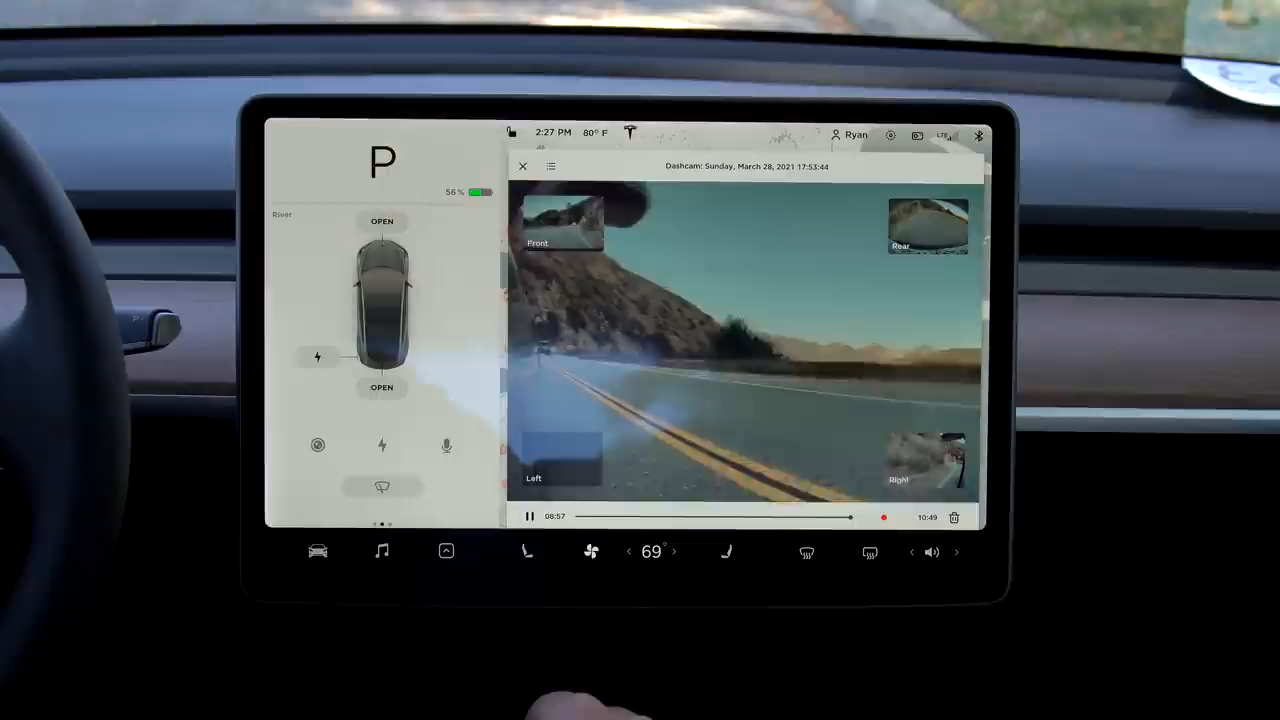 P
56 %
River
OPEN
OPEN
2:27 PM 80° F
Ryan
LTE
Dashcam: Sunday, March 28, 2021 17:53:44
Front
Rear
Left
Right
08:57
10:49
69°
P